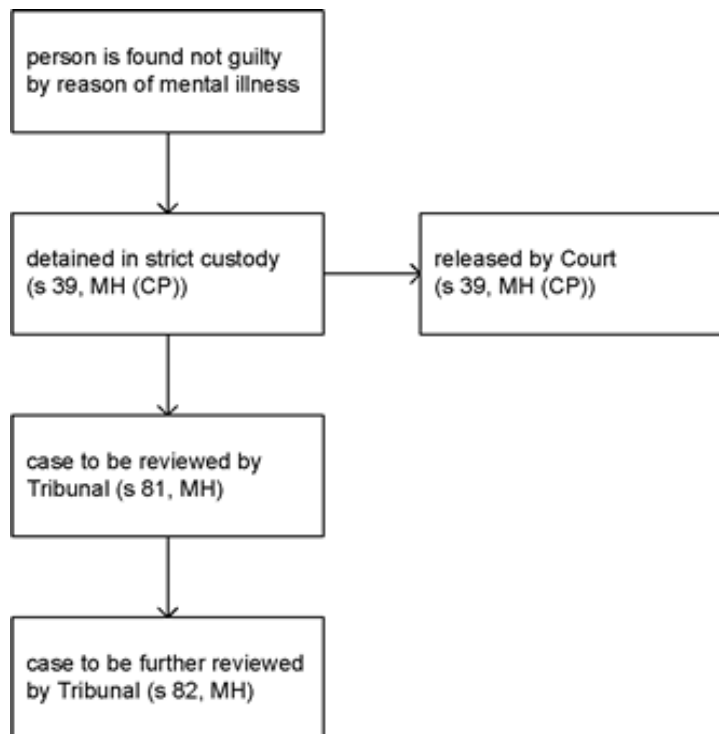 person is found not guilty
by reason of mental illness
detained in strict custody
(s 39, MH (CP))
released by Court
(s 39, MH (CP))
case to be reviewed by
Tribunal (s 81, MH)
case to be further reviewed
by Tribunal (s 82, MH)